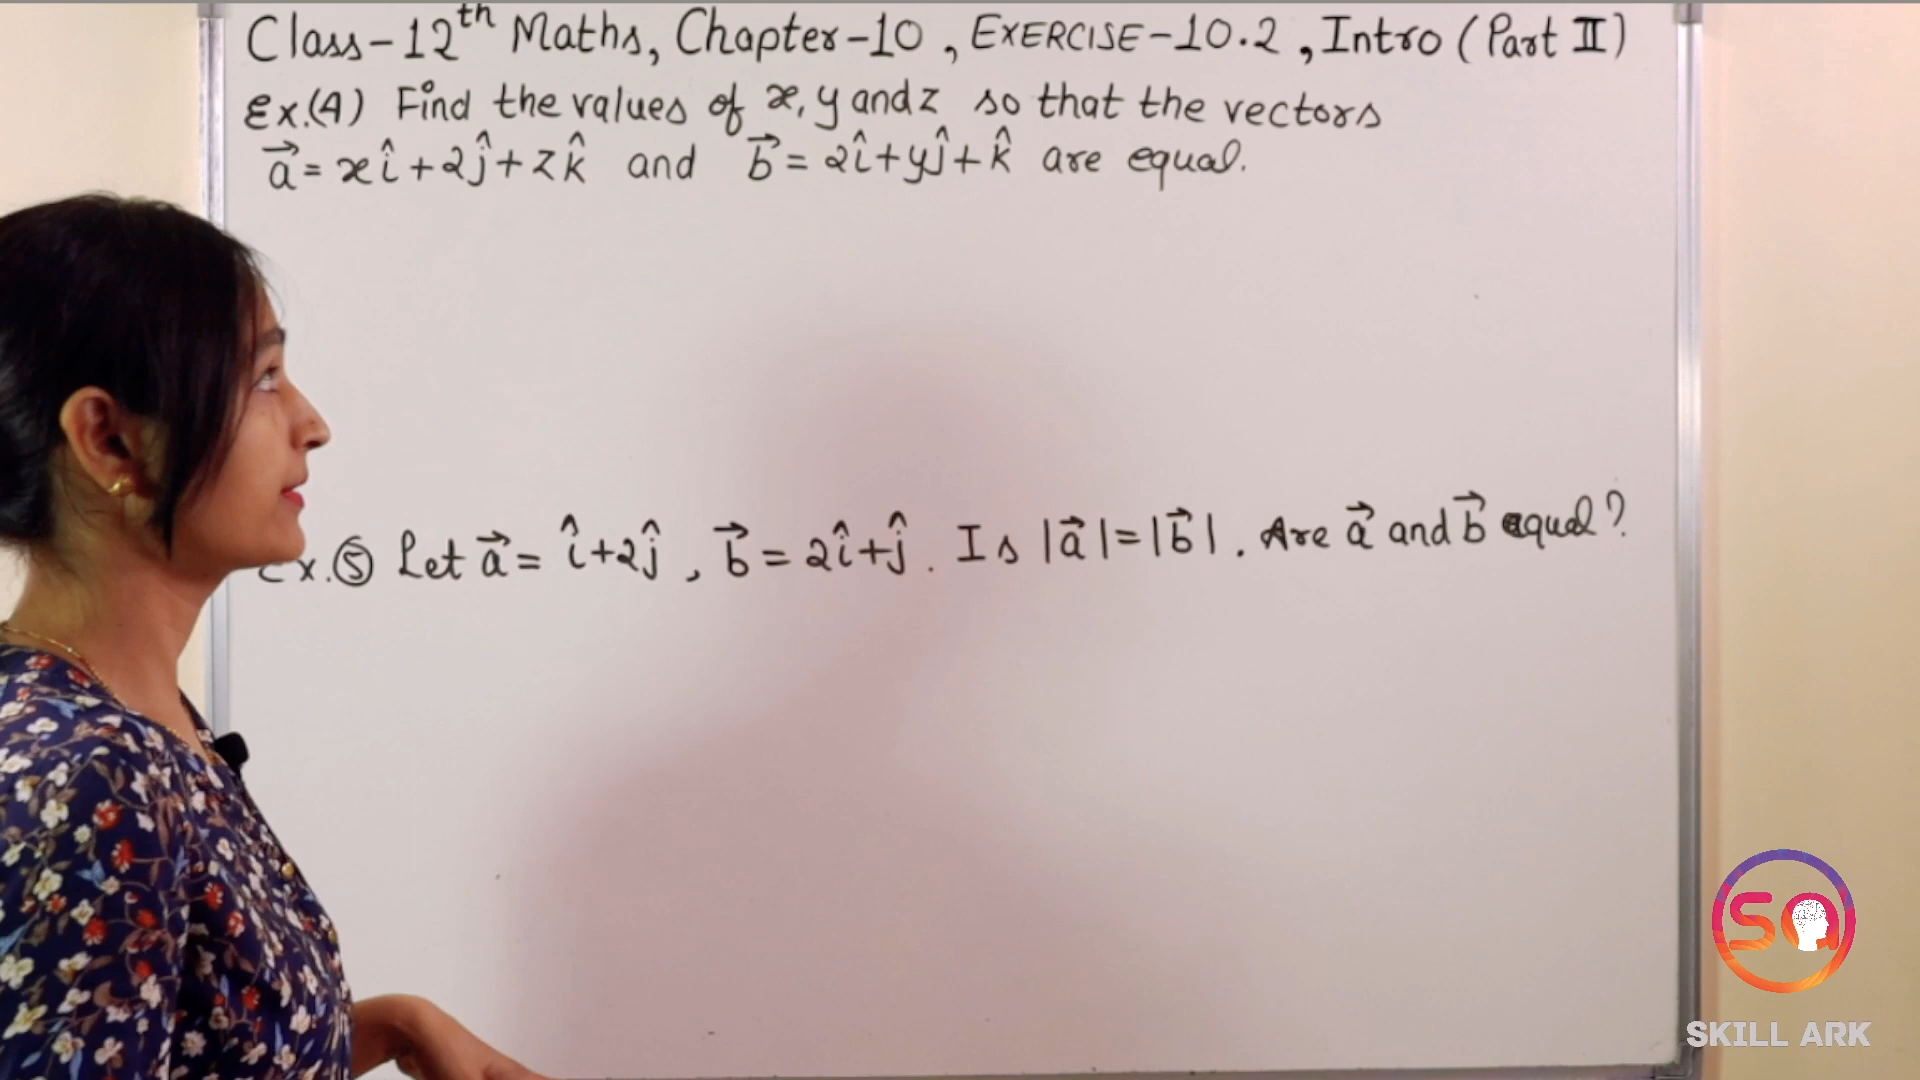 Class-12th Maths, Chapter-10, EXERCISE-10.2, Intro (Part II)
Ex.(4) Find the values of x, y and z so that the vectors
a⃗ = xî + 2ĵ + zk̂ and b⃗ = 2î + yĵ + k̂ are equal.
Ex.⑤ Let a⃗ = î + 2ĵ, b⃗ = 2î + ĵ. Is |a⃗| = |b⃗|. Are a⃗ and b⃗ equal?
SA
SKILL ARK